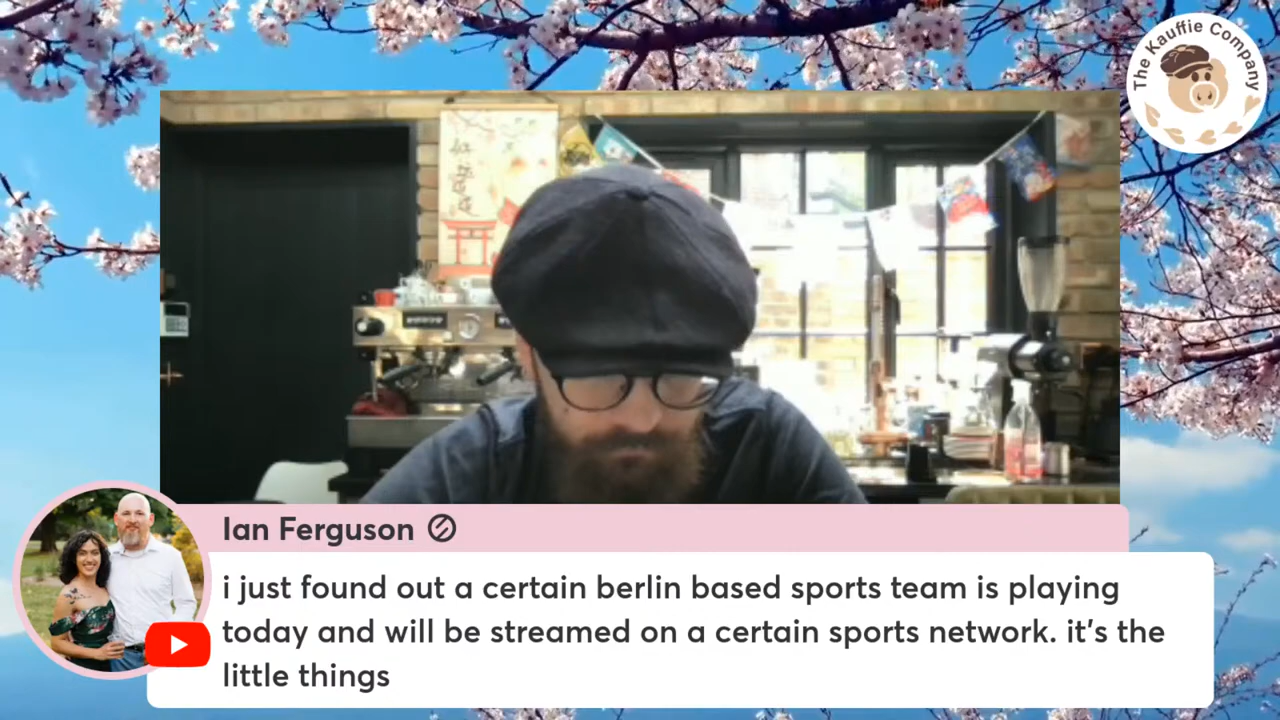 The Kauffie Company
Ian Ferguson
i just found out a certain berlin based sports team is playing
today and will be streamed on a certain sports network. it's the
little things